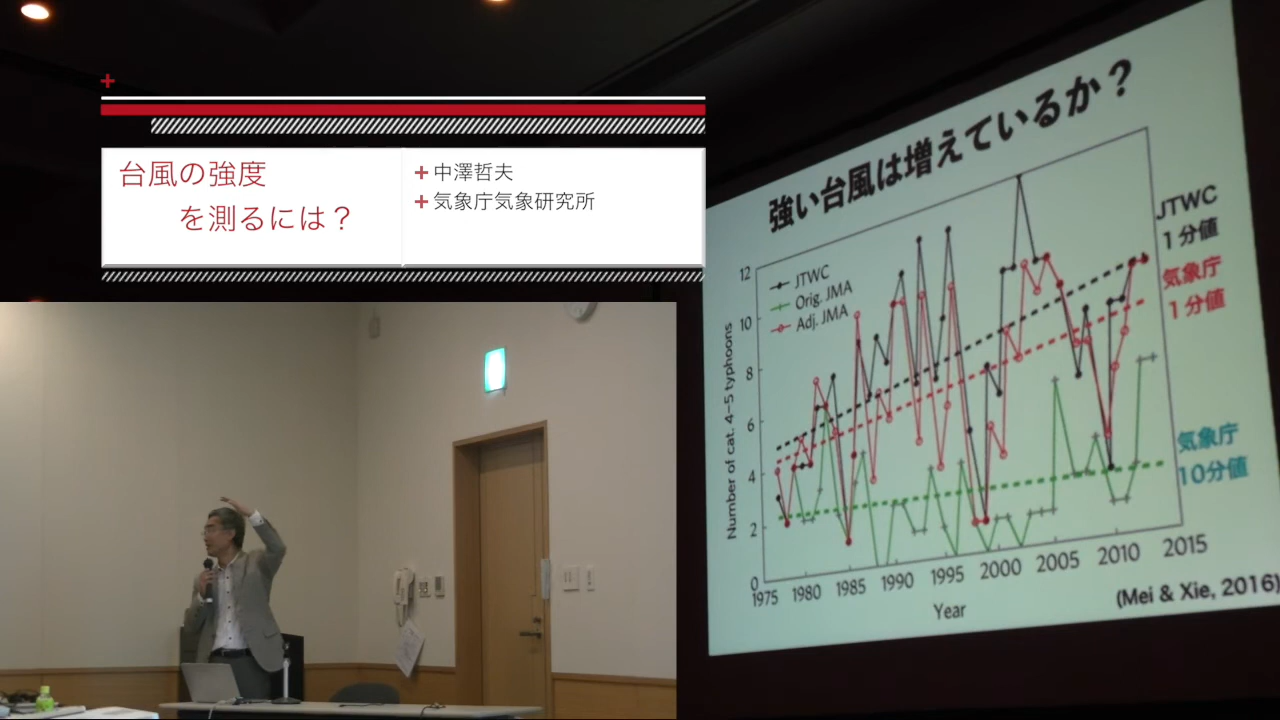 台風の強度
を測るには？
中澤哲夫
気象庁気象研究所
強い台風は増えているか？
JTWC
Orig. JMA
Adj. JMA
JTWC
1分値
気象庁
1分値
気象庁
10分値
Number of cat. 4–5 typhoons
12
10
8
6
4
2
0
1975 1980 1985 1990 1995 2000 2005 2010 2015
Year
(Mei & Xie, 2016)